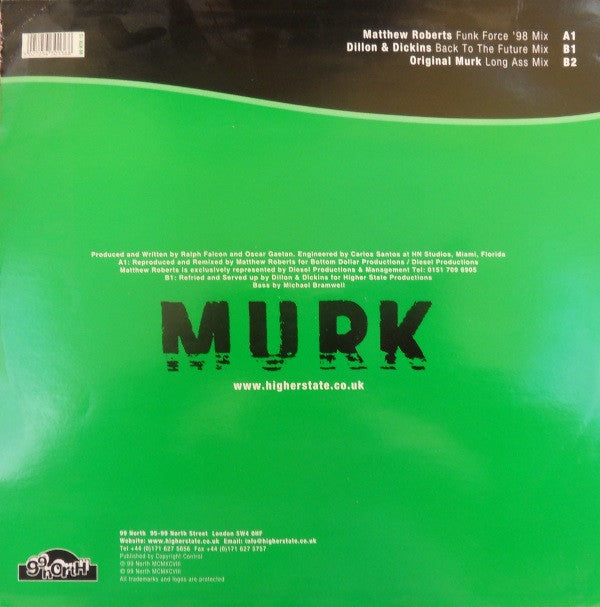 Matthew Roberts Funk Force '98 Mix A1
Dillon & Dickins Back To The Future Mix B1
Original Murk Long Ass Mix B2
Produced and Written by Ralph Falcon and Oscar Gaetan. Engineered by Carlos Santos at HN Studios, Miami, Florida
A1: Reproduced and Remixed by Matthew Roberts for Bottom Dollar Productions / Diesel Productions
Matthew Roberts is exclusively represented by Diesel Productions & Management Tel: 0151 709 6905
B1: Refried and Served up by Dillon & Dickins for Higher State Productions
Bass by Michael Bramwell
MURK
www.higherstate.co.uk
99 North 95-99 North Street London SW4 0HF
Website: www.higherstate.co.uk Email: info@higherstate.co.uk
Tel +44 (0)171 627 5656 Fax +44 (0)171 627 5757
Published by Copyright Control
℗ 99 North MCMXCVIII
© 99 North MCMXCVIII
All trademarks and logos are protected
99 North